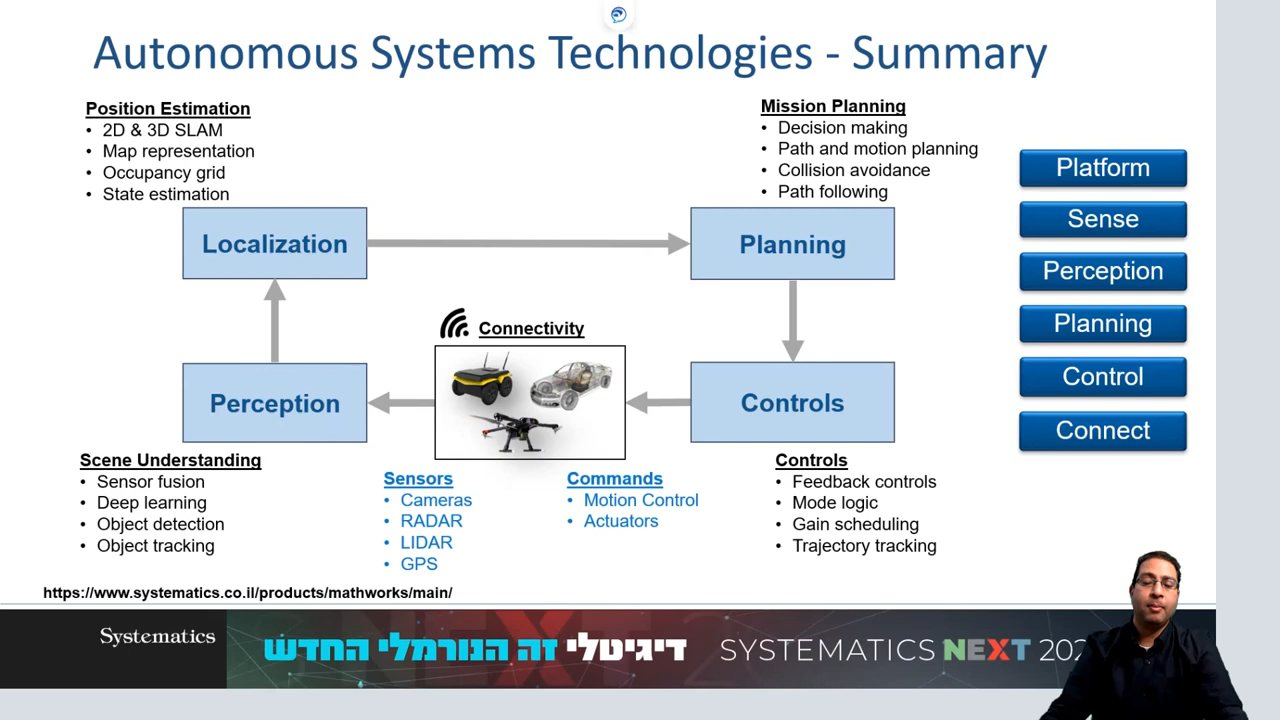 Autonomous Systems Technologies - Summary
Position Estimation
• 2D & 3D SLAM
• Map representation
• Occupancy grid
• State estimation
Mission Planning
• Decision making
• Path and motion planning
• Collision avoidance
• Path following
Localization
Planning
Connectivity
Perception
Controls
Scene Understanding
• Sensor fusion
• Deep learning
• Object detection
• Object tracking
Sensors
• Cameras
• RADAR
• LIDAR
• GPS
Commands
• Motion Control
• Actuators
Controls
• Feedback controls
• Mode logic
• Gain scheduling
• Trajectory tracking
Platform
Sense
Perception
Planning
Control
Connect
https://www.systematics.co.il/products/mathworks/main/
Systematics
דיגיטלי זה הנורמלי החדש
SYSTEMATICS NEXT 202